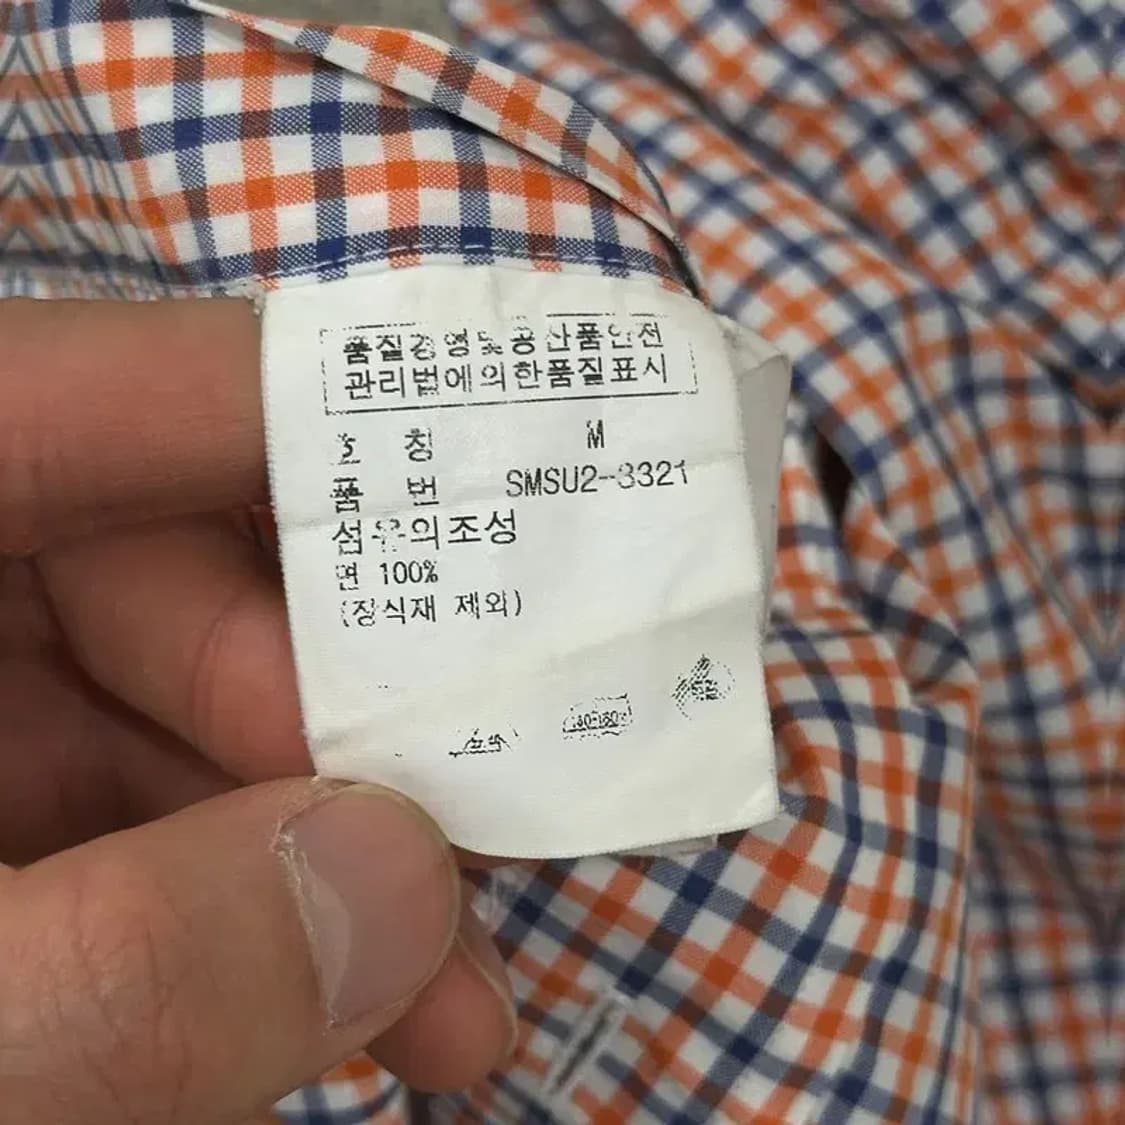 품질경영및공산품안전
관리법에의한품질표시
호 칭 M
품 번 SMSU2-3321
섬유의조성
면 100%
(장식재 제외)